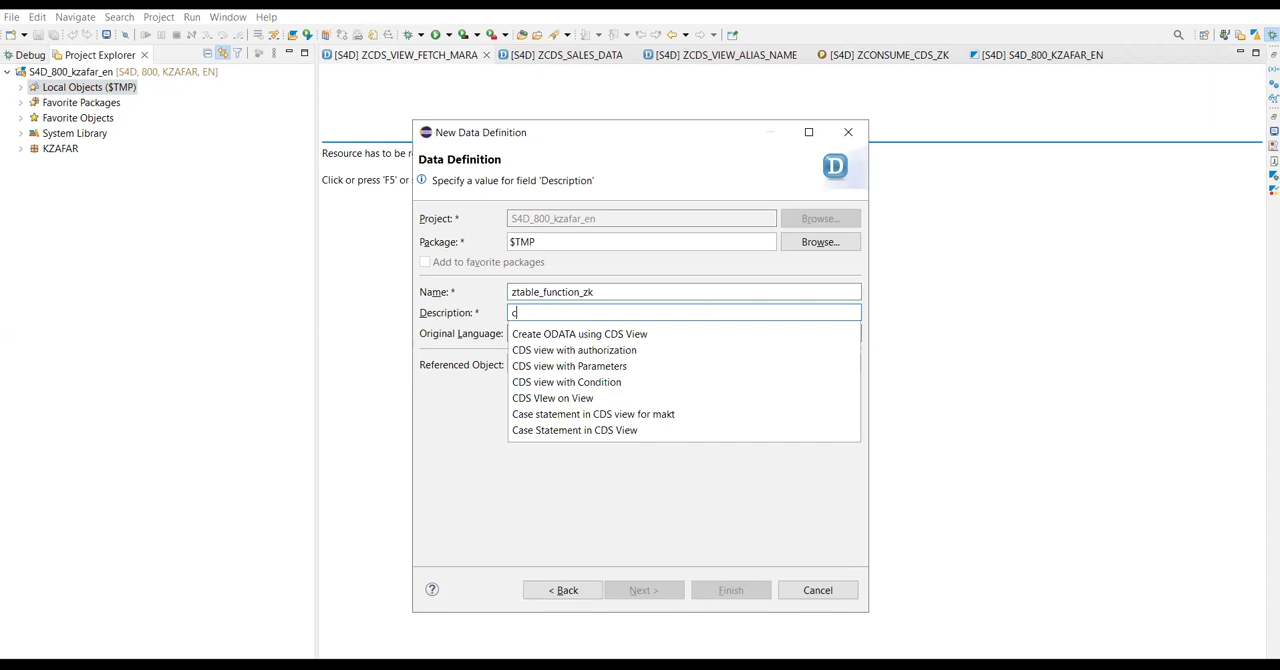 File Edit Navigate Search Project Run Window Help
Debug
Project Explorer
[S4D] ZCDS_VIEW_FETCH_MARA
[S4D] ZCDS_SALES_DATA
[S4D] ZCDS_VIEW_ALIAS_NAME
[S4D] ZCONSUME_CDS_ZK
[S4D] S4D_800_KZAFAR_EN
S4D_800_kzafar_en [S4D, 800, KZAFAR, EN]
Local Objects ($TMP)
Favorite Packages
Favorite Objects
System Library
KZAFAR
Resource has to be r
Click or press 'F5' or
New Data Definition
Data Definition
Specify a value for field 'Description'
Project: * S4D_800_kzafar_en Browse...
Package: * $TMP Browse...
Add to favorite packages
Name: * ztable_function_zk
Description: * c
Original Language:
Referenced Object:
Create ODATA using CDS View
CDS view with authorization
CDS view with Parameters
CDS view with Condition
CDS VIew on View
Case statement in CDS view for makt
Case Statement in CDS View
? < Back Next > Finish Cancel